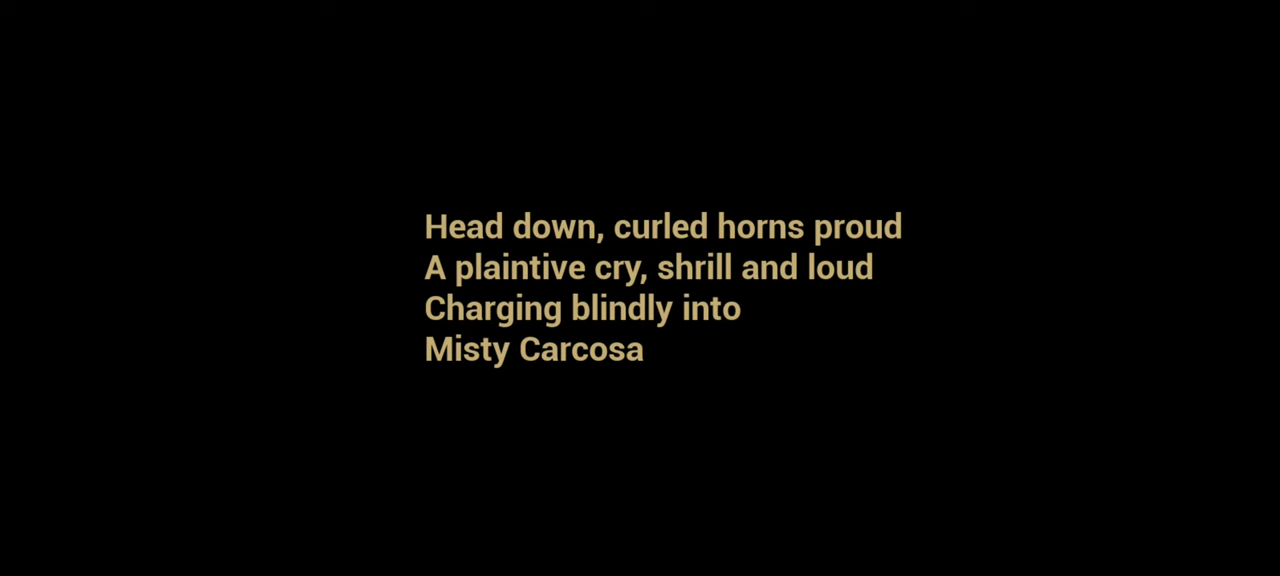 Head down, curled horns proud
A plaintive cry, shrill and loud
Charging blindly into
Misty Carcosa